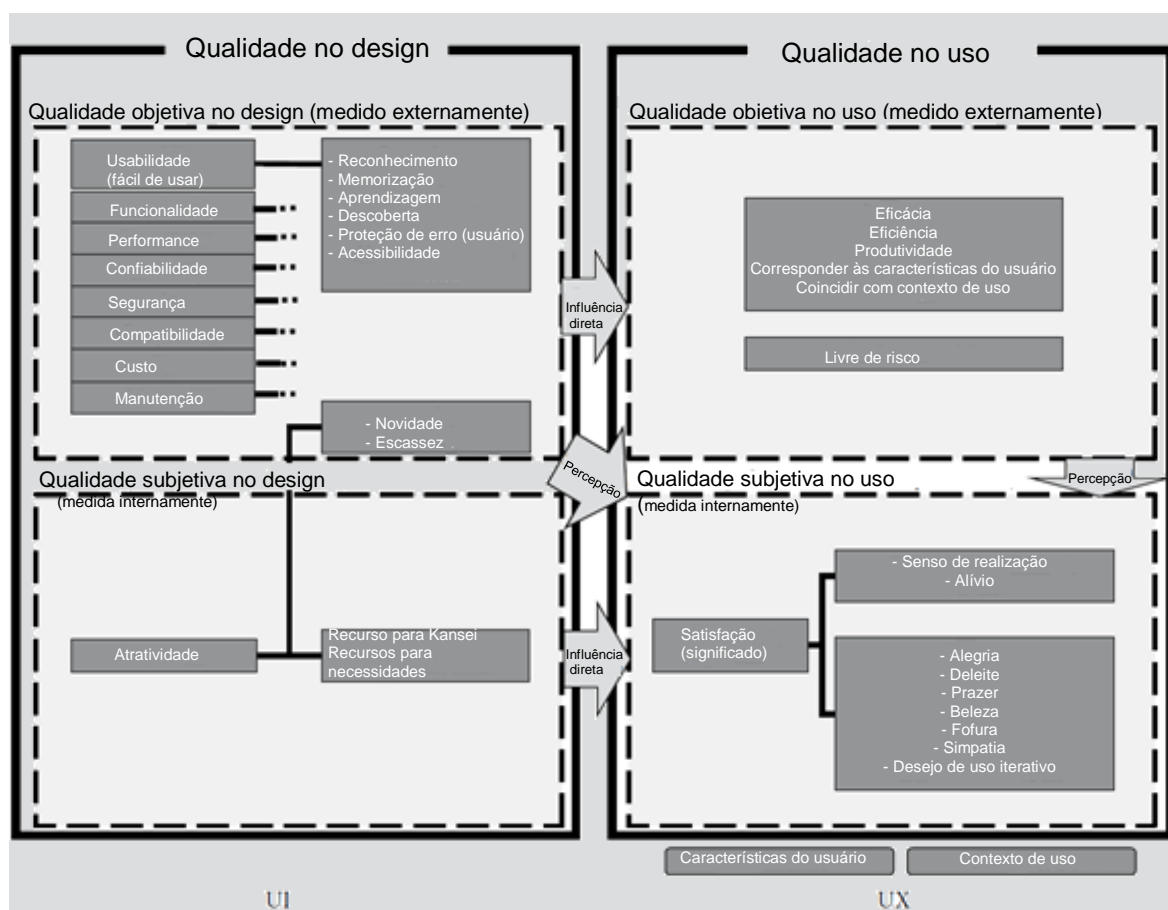 Qualidade no design
Qualidade objetiva no design (medido externamente)
Usabilidade
(fácil de usar)
Funcionalidade
Performance
Confiabilidade
Segurança
Compatibilidade
Custo
Manutenção
- Reconhecimento
- Memorização
- Aprendizagem
- Descoberta
- Proteção de erro (usuário)
- Acessibilidade
- Novidade
- Escassez
Influência
direta
Percepção
Qualidade subjetiva no design
(medida internamente)
Atratividade
Recurso para Kansei
Recursos para
necessidades
Influência
direta
Qualidade no uso
Qualidade objetiva no uso (medido externamente)
Eficácia
Eficiência
Produtividade
Corresponder às características do usuário
Coincidir com contexto de uso
Livre de risco
Percepção
Qualidade subjetiva no uso
(medida internamente)
Satisfação
(significado)
- Senso de realização
- Alívio
- Alegria
- Deleite
- Prazer
- Beleza
- Fofura
- Simpatia
- Desejo de uso iterativo
Características do usuário
Contexto de uso
UI
UX